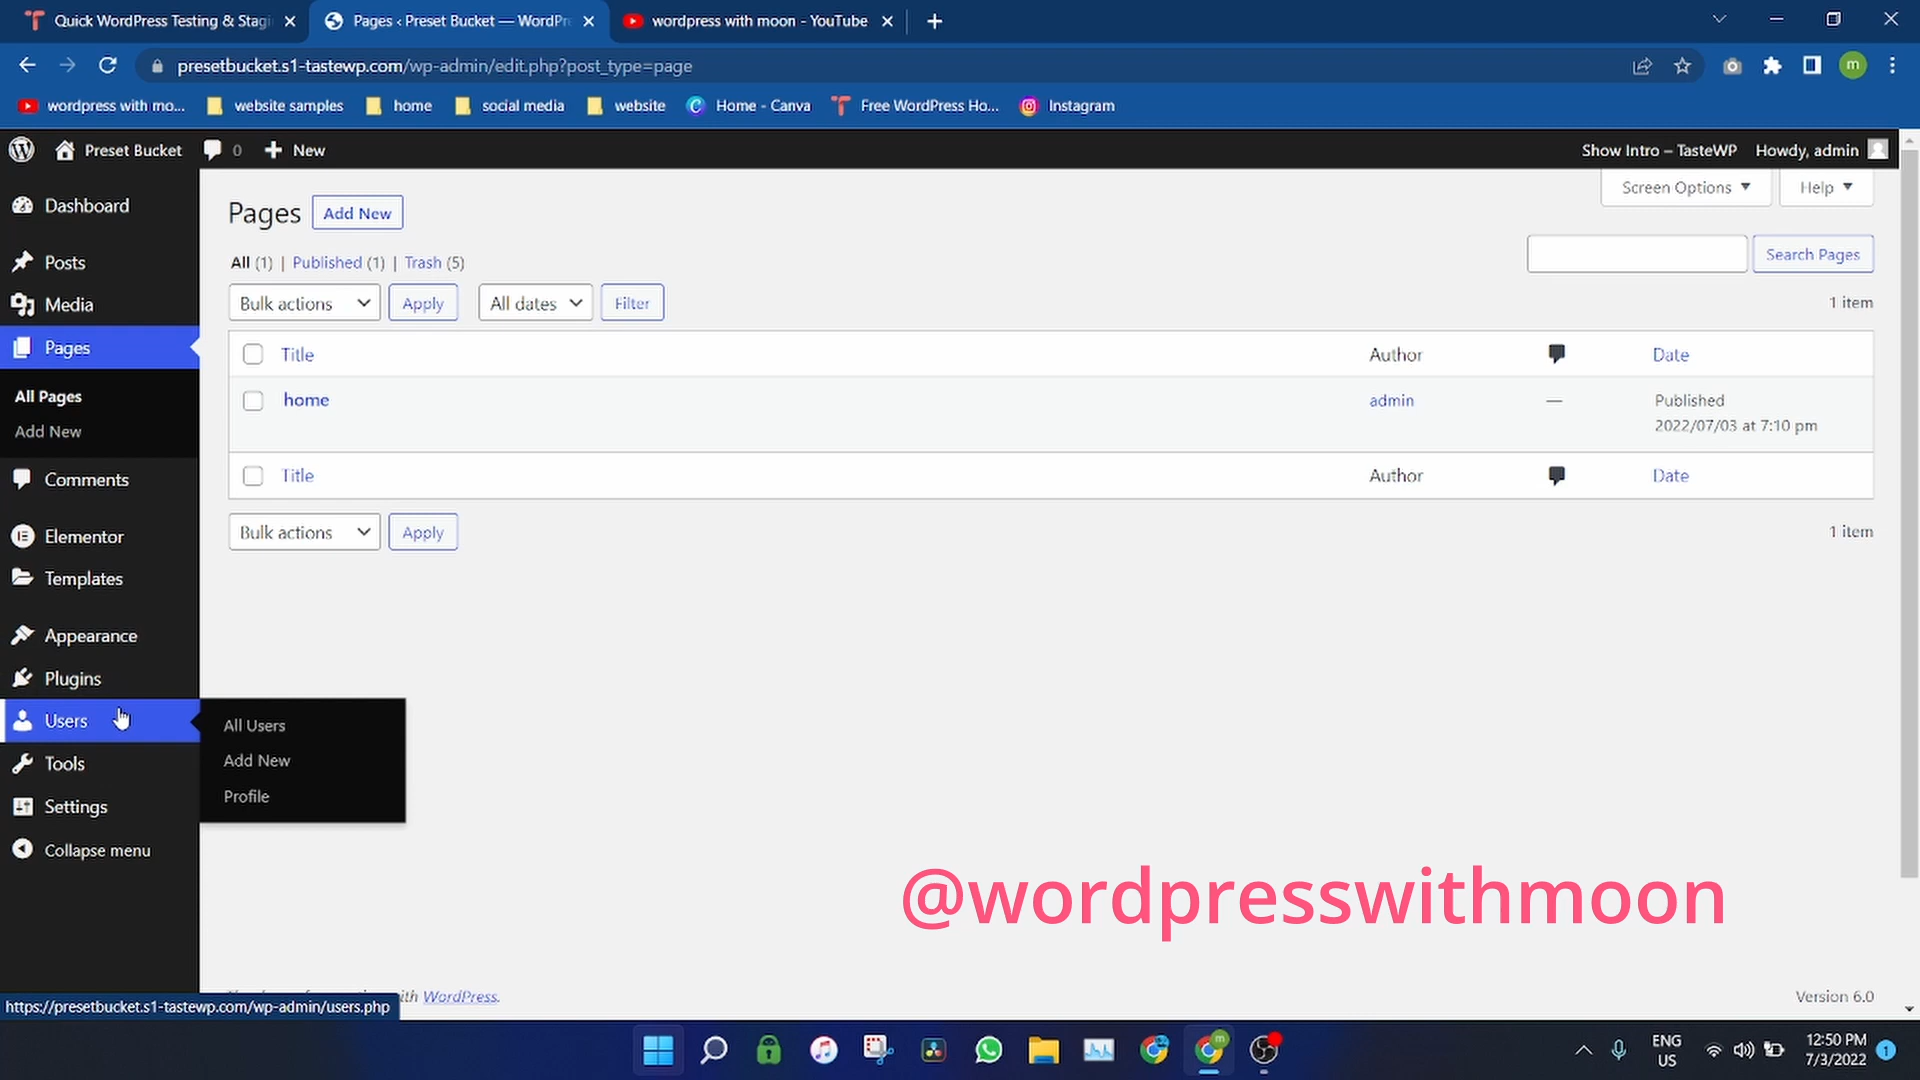 Quick WordPress Testing & Stagi
Pages ‹ Preset Bucket — WordPr
wordpress with moon - YouTube
presetbucket.s1-tastewp.com/wp-admin/edit.php?post_type=page
m
wordpress with mo...
website samples
home
social media
website
Home - Canva
Free WordPress Ho...
Instagram
Preset Bucket
0
New
Show Intro – TasteWP
Howdy, admin
Screen Options
Help
Dashboard
Posts
Media
Pages
All Pages
Add New
Comments
Elementor
Templates
Appearance
Plugins
Users
Tools
Settings
Collapse menu
All Users
Add New
Profile
Pages
Add New
All (1) | Published (1) | Trash (5)
Search Pages
Bulk actions
Apply
All dates
Filter
1 item
Title
Author
Date
home
admin
—
Published
2022/07/03 at 7:10 pm
Title
Author
Date
Bulk actions
Apply
1 item
@wordpresswithmoon
with WordPress.
Version 6.0
https://presetbucket.s1-tastewp.com/wp-admin/users.php
ENG
US
12:50 PM
7/3/2022
1